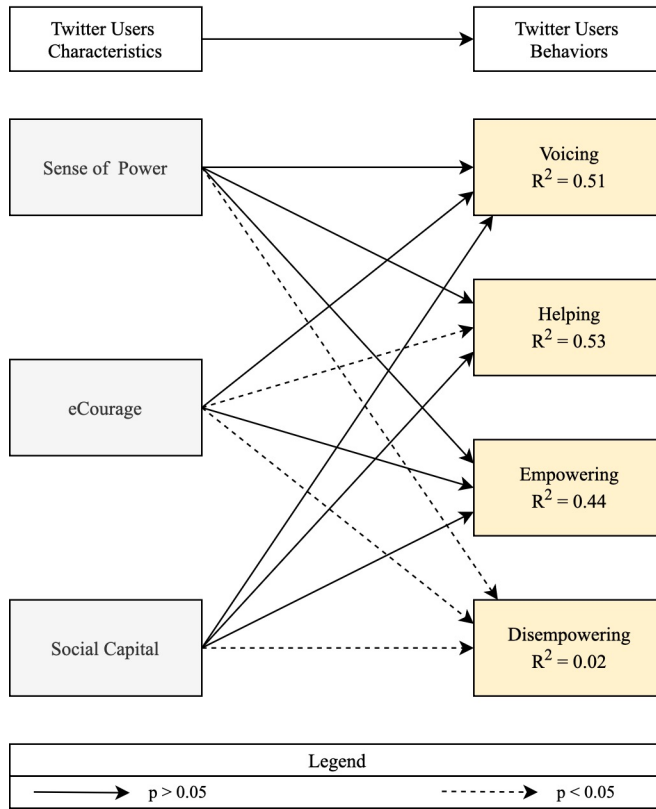 Twitter Users
Characteristics
Twitter Users
Behaviors
Sense of Power
Voicing
R² = 0.51
Helping
R² = 0.53
eCourage
Empowering
R² = 0.44
Social Capital
Disempowering
R² = 0.02
Legend
p > 0.05
p < 0.05